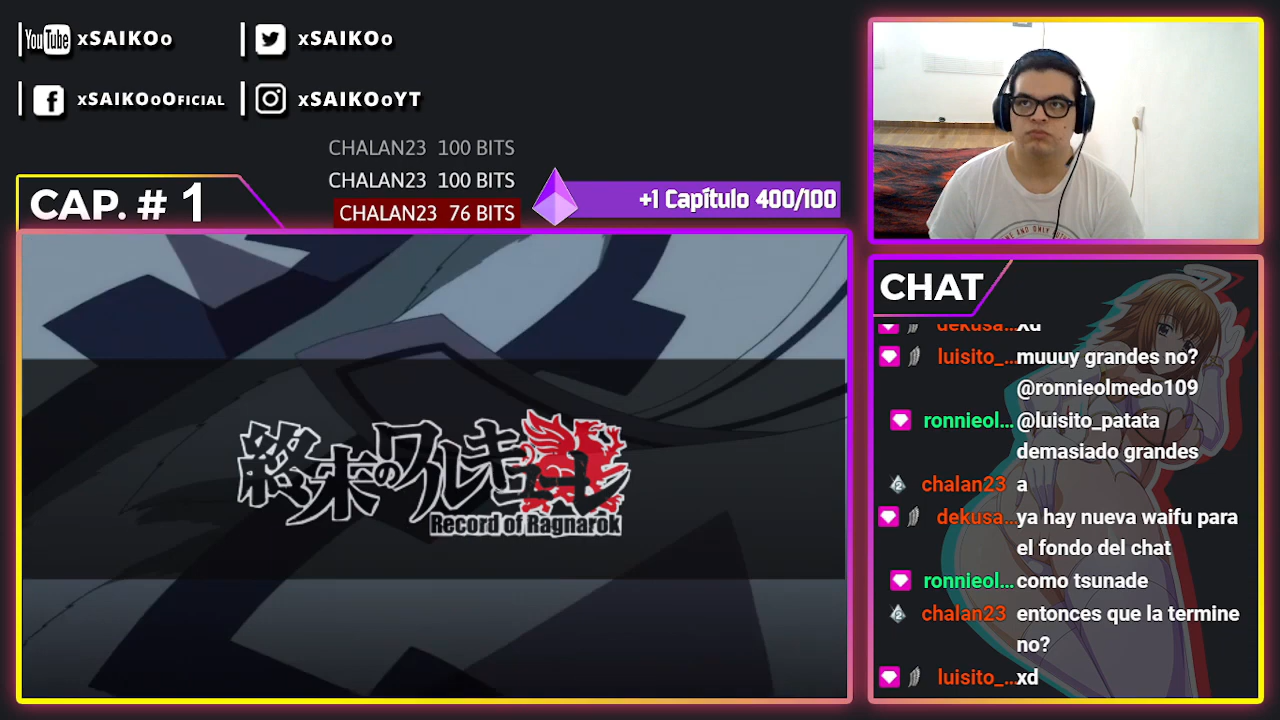 YouTube xSAIKOo
xSAIKOo
xSAIKOoOficial
xSAIKOoYT
CHALAN23 100 BITS
CHALAN23 100 BITS
CHALAN23 76 BITS
+1 Capítulo 400/100
CAP. # 1
終末のワルキューレ
Record of Ragnarok
CHAT
dekusa...xd
luisito_...muuuy grandes no?
@ronnieolmedo109
ronnieol...@luisito_patata
demasiado grandes
chalan23 a
dekusa...ya hay nueva waifu para
el fondo del chat
ronnieol...como tsunade
chalan23 entonces que la termine
no?
luisito_...xd